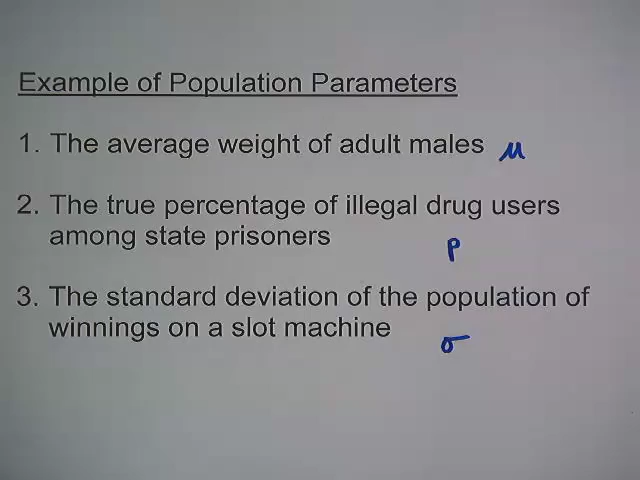 Example of Population Parameters
1. The average weight of adult males μ
2. The true percentage of illegal drug users
among state prisoners
p
3. The standard deviation of the population of
winnings on a slot machine
σ